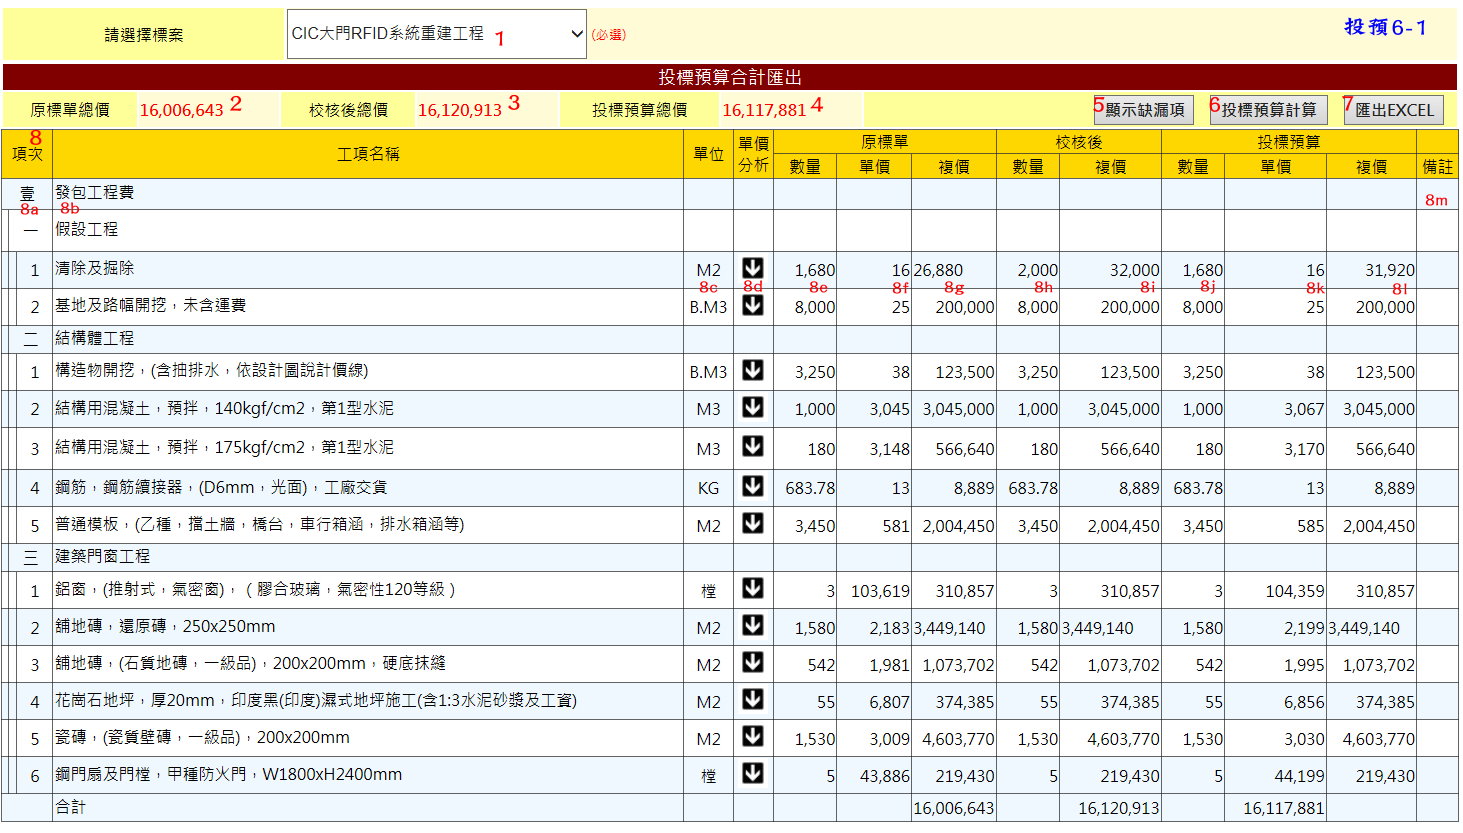 請選擇標案 CIC大門RFID系統重建工程 1 (必選) 投預6-1
投標預算合計匯出
原標單總價 16,006,643 2 校核後總價 16,120,913 3 投標預算總價 16,117,881 4 5 顯示缺漏項 6 投標預算計算 7 匯出EXCEL
8 項次 工項名稱 單位 單價分析 原標單 校核後 投標預算 備註
數量 單價 複價 數量 複價 數量 單價 複價
壹 發包工程費
8a 8b 8m
一 假設工程
1 清除及掘除 M2 1,680 16 26,880 2,000 32,000 1,680 16 31,920
8c 8d 8e 8f 8g 8h 8i 8j 8k 8l
2 基地及路幅開挖，未含運費 B.M3 8,000 25 200,000 8,000 200,000 8,000 25 200,000
二 結構體工程
1 構造物開挖，(含抽排水，依設計圖說計價線) B.M3 3,250 38 123,500 3,250 123,500 3,250 38 123,500
2 結構用混凝土，預拌，140kgf/cm2，第1型水泥 M3 1,000 3,045 3,045,000 1,000 3,045,000 1,000 3,067 3,045,000
3 結構用混凝土，預拌，175kgf/cm2，第1型水泥 M3 180 3,148 566,640 180 566,640 180 3,170 566,640
4 鋼筋，鋼筋續接器，(D6mm，光面)，工廠交貨 KG 683.78 13 8,889 683.78 8,889 683.78 13 8,889
5 普通模板，(乙種，擋土牆，橋台，車行箱涵，排水箱涵等) M2 3,450 581 2,004,450 3,450 2,004,450 3,450 585 2,004,450
三 建築門窗工程
1 鋁窗，(推射式，氣密窗)，（膠合玻璃，氣密性120等級） 樘 3 103,619 310,857 3 310,857 3 104,359 310,857
2 舖地磚，還原磚，250x250mm M2 1,580 2,183 3,449,140 1,580 3,449,140 1,580 2,199 3,449,140
3 舖地磚，(石質地磚，一級品)，200x200mm，硬底抹縫 M2 542 1,981 1,073,702 542 1,073,702 542 1,995 1,073,702
4 花崗石地坪，厚20mm，印度黑(印度)濕式地坪施工(含1:3水泥砂漿及工資) M2 55 6,807 374,385 55 374,385 55 6,856 374,385
5 瓷磚，(瓷質壁磚，一級品)，200x200mm M2 1,530 3,009 4,603,770 1,530 4,603,770 1,530 3,030 4,603,770
6 鋼門扇及門樘，甲種防火門，W1800xH2400mm 樘 5 43,886 219,430 5 219,430 5 44,199 219,430
合計 16,006,643 16,120,913 16,117,881